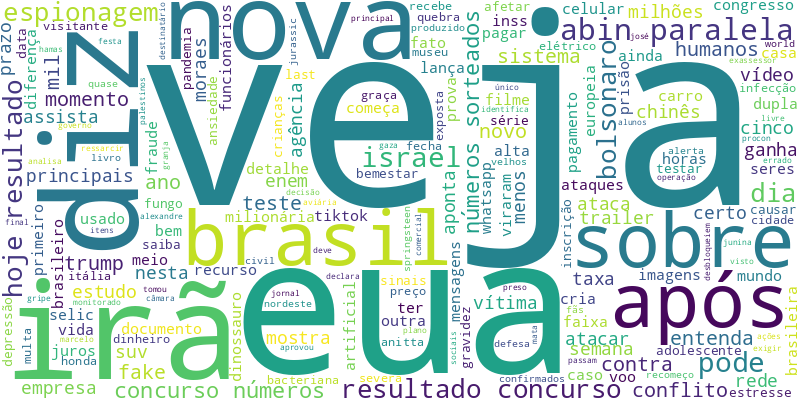 espionagem
visitante
nova
recebe
quebra
inss
afetar
celular
congresso
destinatário
principal
jurassic
produzido
pagar
milhões
prazo
data
hamas
festa
pandemia
moraes
funcionários
museu
fato
lança
abin paralela
elétrico
josé
world
exassessor
diz
veja
diferença
mil
quase
palestinos
sistema
ainda
humanos
casa
momento
ansiedade
last
graça
começa
crianças
agência
prova
exposta
filme
série
novo
números sorteados
europeia
prisão
vídeo
carro
chinês
infecção
único
identifica
dupla
assista
analisa
governo
fraude
israel
fecha
alta
velhos
pagamento
bolsonaro
alunos
procon
livre
cinco
ressarcir
livro
detalhe
enem
bemestar
aponta
whatsapp
viraram
menos
alerta
horas
testar
errado
operação
ganha
seres
principais
granja
ano
decisão
gaza
ataques
hoje resultado
usado
fungo
aviária
teste
milionária
tiktok
ataca
trailer
certo
dia
causar
cidade
final
primeiro
alexandre
itens
bem
saiba
brasil
springsteen
comercial
mensagens
inscrição
sobre
desbloqueiem
junina
visto
trump
meio
nesta
recurso
civil
deve
brasileiro
itália
taxa
imagens
mundo
irã
eua
após
depressão
gripe
monitorado
selic
estudo
tomou
câmara
jornal
nordeste
declara
sinais
preço
preso
vítima
cria
fãs
ações
exigir
brasileira
vida
documento
artificial
ter
outra
gravidez
faixa
atacar
entenda
pode
multa
marcelo
juros
dinheiro
dinossauro
mostra
anitta
plano
sociais
defesa
mata
semana
adolescente
passam
recomeço
honda
suv
fake
aprovou
bacteriana
severa
confirmados
caso
voo
contra
rede
empresa
concurso números
resultado concurso
conflito
estresse